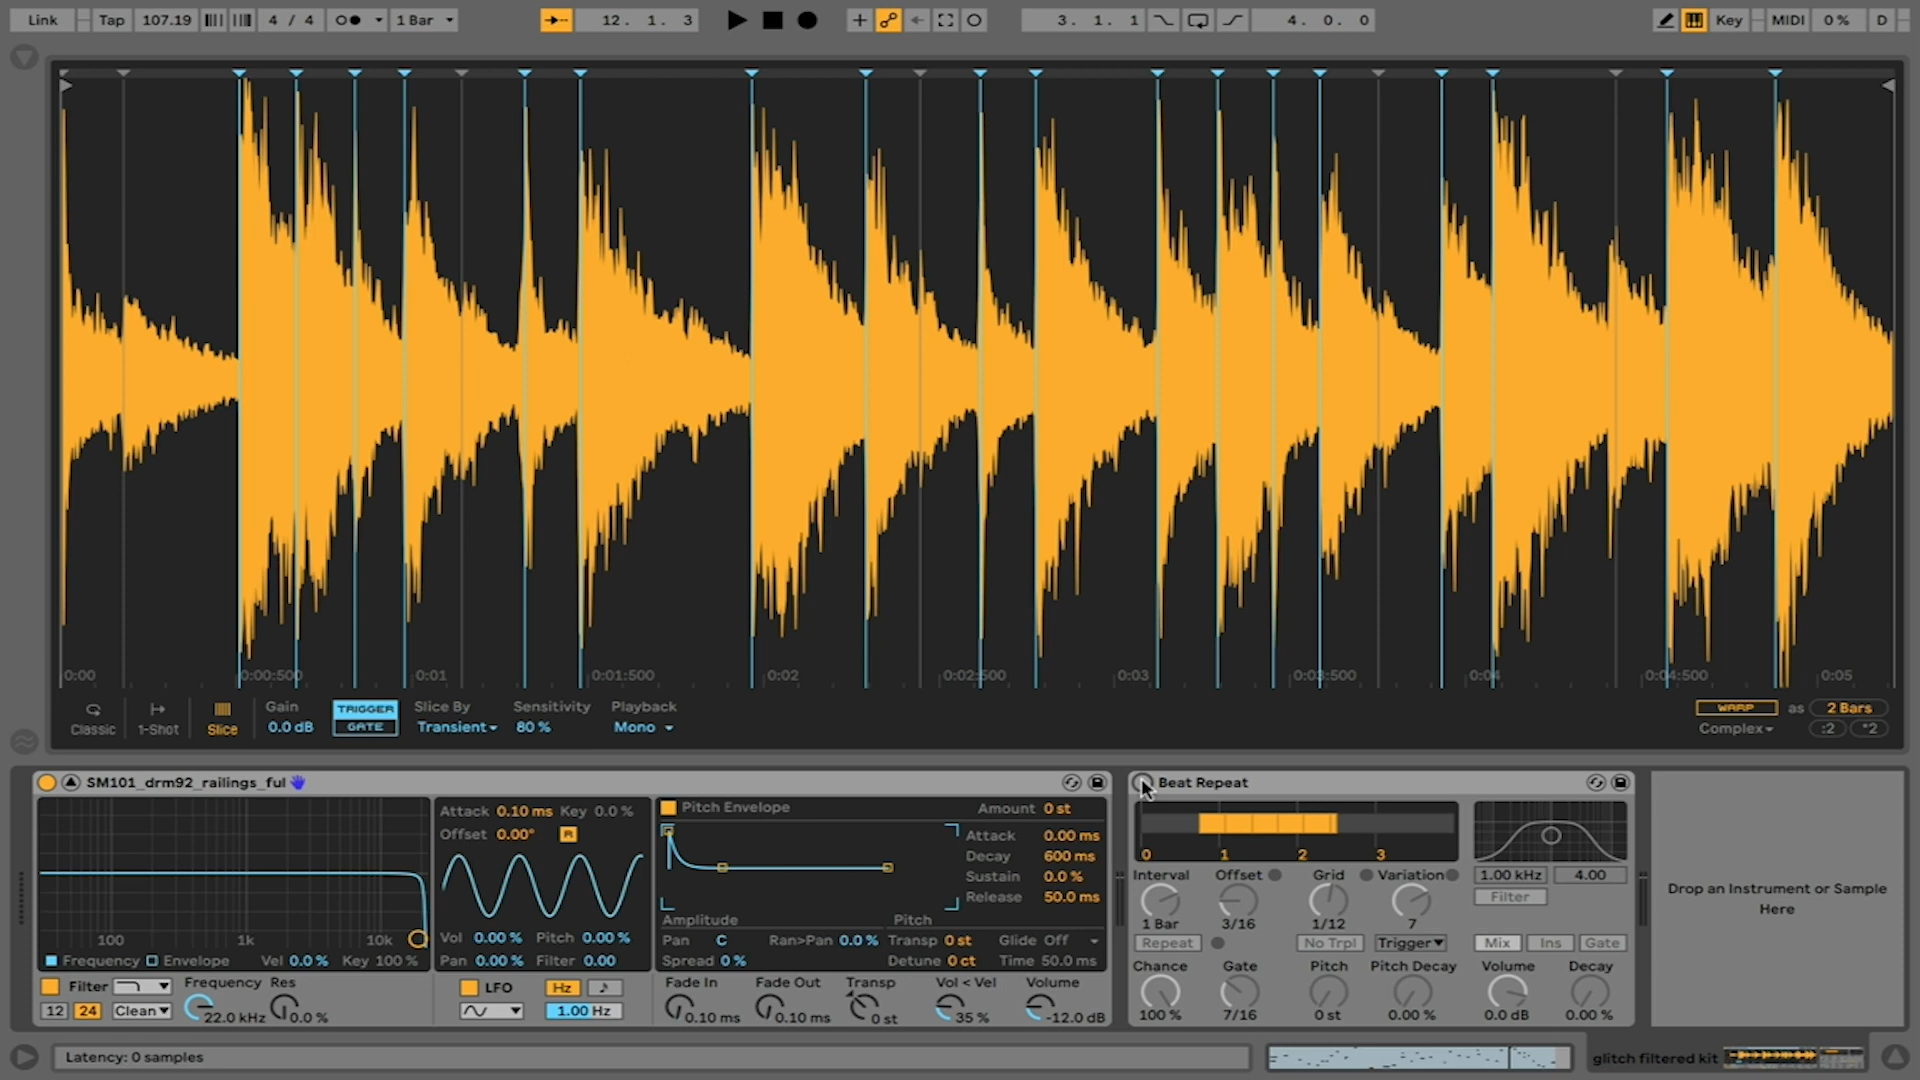 Link Tap 107.19 4 / 4 1 Bar 12. 1. 3 3. 1. 1 4. 0. 0 Key MIDI 0 % D
0:00 0:00:500 0:01 0:01:500 0:02 0:02:500 0:03 0:03:500 0:04 0:04:500 0:05
Gain TRIGGER Slice By Sensitivity Playback WARP as 2 Bars
Classic 1-Shot Slice 0.0 dB GATE Transient 80 % Mono Complex :2 *2
SM101_drm92_railings_ful Beat Repeat
Attack 0.10 ms Key 0.0 % Pitch Envelope Amount 0 st
Offset 0.00° R Attack 0.00 ms
Decay 600 ms 0 1 2 3
Sustain 0.0 % Interval Offset Grid Variation 1.00 kHz 4.00
Release 50.0 ms Filter
Amplitude Pitch 1 Bar 3/16 1/12 7
100 1k 10k Vol 0.00 % Pitch 0.00 % Pan C Ran>Pan 0.0 % Transp 0 st Glide Off Repeat No Trpl Trigger Mix Ins Gate
Frequency Envelope Vel 0.0 % Key 100 % Pan 0.00 % Filter 0.00 Spread 0 % Detune 0 ct Time 50.0 ms Chance Gate Pitch Pitch Decay Volume Decay
Filter Frequency Res LFO Hz Fade In Fade Out Transp Vol < Vel Volume
12 24 Clean 22.0 kHz 0.0 % 1.00 Hz 0.10 ms 0.10 ms 0 st 35 % -12.0 dB 100 % 7/16 0 st 0.00 % 0.0 dB 0.00 %
Drop an Instrument or Sample
Here
Latency: 0 samples glitch filtered kit